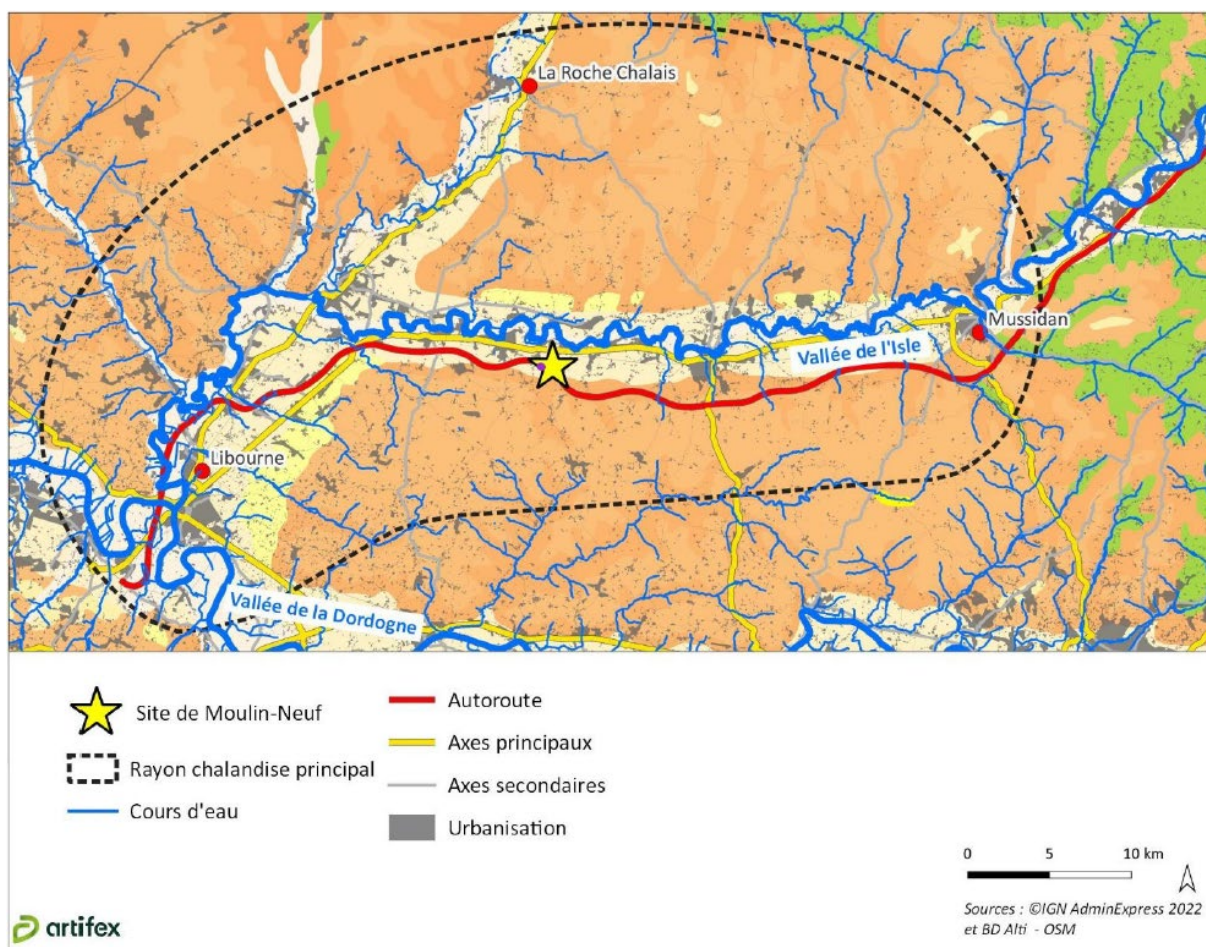 La Roche Chalais
Mussidan
Vallée de l'Isle
Libourne
Vallée de la Dordogne
Site de Moulin-Neuf
Rayon chalandise principal
Cours d'eau
Autoroute
Axes principaux
Axes secondaires
Urbanisation
0 5 10 km
Sources : ©IGN AdminExpress 2022
et BD Alti - OSM
artifex